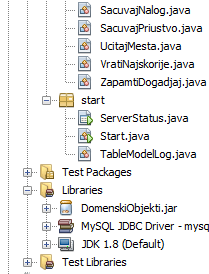 SacuvajNalog.java
SacuvajPriustvo.java
UcitajMesta.java
VratiNajskorije.java
ZapamtiDogadjaj.java
start
ServerStatus.java
Start.java
TableModelLog.java
Test Packages
Libraries
DomenskiObjekti.jar
MySQL JDBC Driver - mysq
JDK 1.8 (Default)
Test Libraries